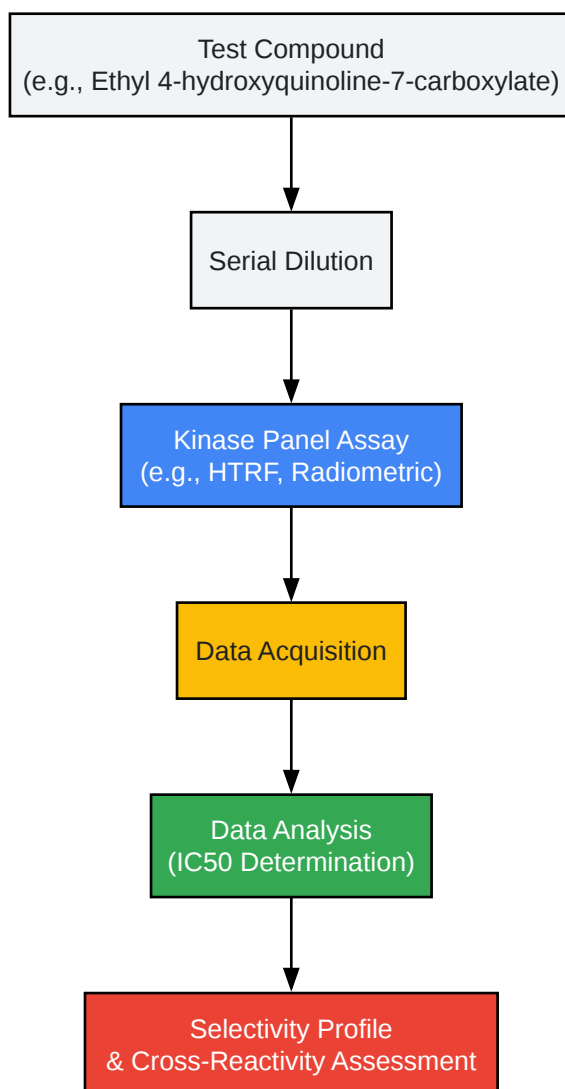 Test Compound
(e.g., Ethyl 4-hydroxyquinoline-7-carboxylate)
Serial Dilution
Kinase Panel Assay
(e.g., HTRF, Radiometric)
Data Acquisition
Data Analysis
(IC50 Determination)
Selectivity Profile
& Cross-Reactivity Assessment